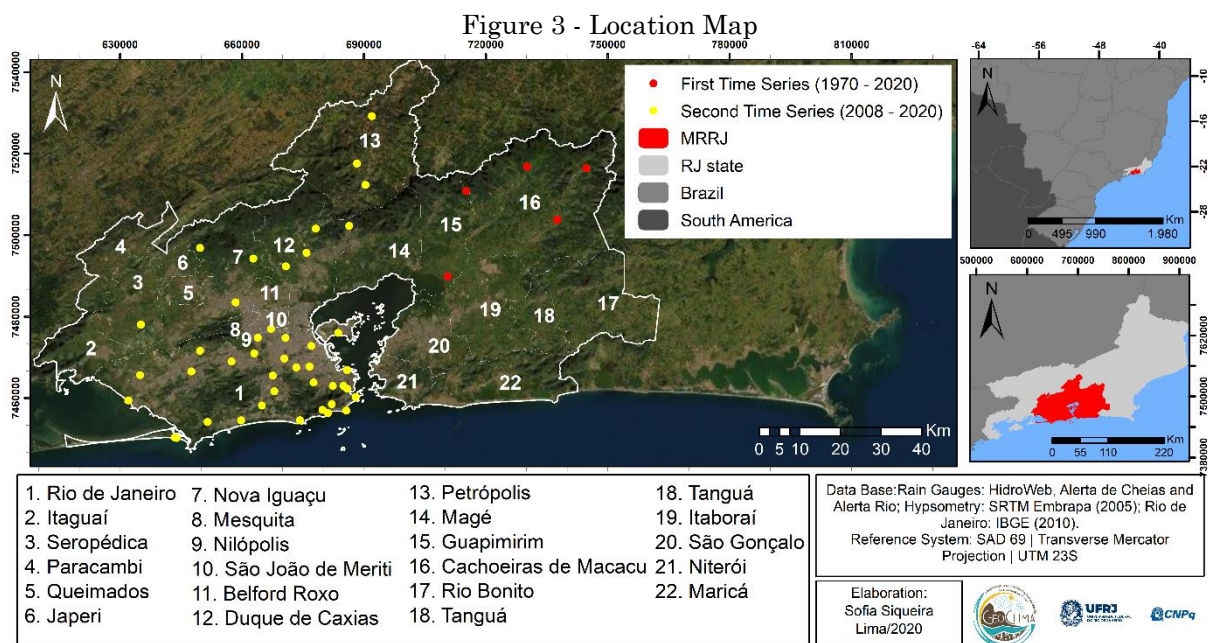 Figure 3 - Location Map
630000 660000 690000 720000 750000 780000 810000
7540000
7520000
7500000
7480000
7460000
N
First Time Series (1970 - 2020)
Second Time Series (2008 - 2020)
MRRJ
RJ state
Brazil
South America
13
16
15
4
12
14
6
7
3
5
11
17
19
18
10
8
9
2
20
1
21
22
Km
0 5 10 20 30 40
-64 -56 -48 -40
-10
-16
-22
-28
N
Km
0 495 990 1.980
500000 600000 700000 800000 900000
7620000
7500000
7380000
N
Km
0 55 110 220
1. Rio de Janeiro
2. Itaguaí
3. Seropédica
4. Paracambi
5. Queimados
6. Japeri
7. Nova Iguaçu
8. Mesquita
9. Nilópolis
10. São João de Meriti
11. Belford Roxo
12. Duque de Caxias
13. Petrópolis
14. Magé
15. Guapimirim
16. Cachoeiras de Macacu
17. Rio Bonito
18. Tanguá
18. Tanguá
19. Itaboraí
20. São Gonçalo
21. Niterói
22. Maricá
Data Base:Rain Gauges: HidroWeb, Alerta de Cheias and
Alerta Rio; Hypsometry: SRTM Embrapa (2005); Rio de
Janeiro: IBGE (2010).
Reference System: SAD 69 | Transverse Mercator
Projection | UTM 23S
Elaboration:
Sofia Siqueira
Lima/2020
GEOCLIMA
UFRJ
CNPq